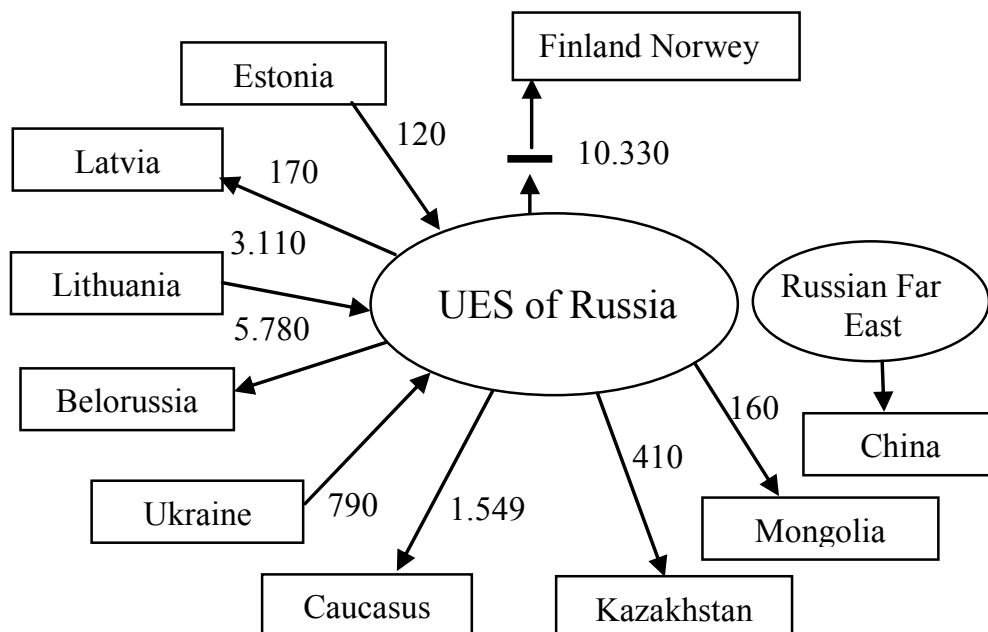 Finland Norwey
Estonia
120
10.330
Latvia
170
3.110
Lithuania
UES of Russia
Russian Far
East
5.780
Belorussia
160
China
410
Ukraine
790
1.549
Mongolia
Caucasus
Kazakhstan